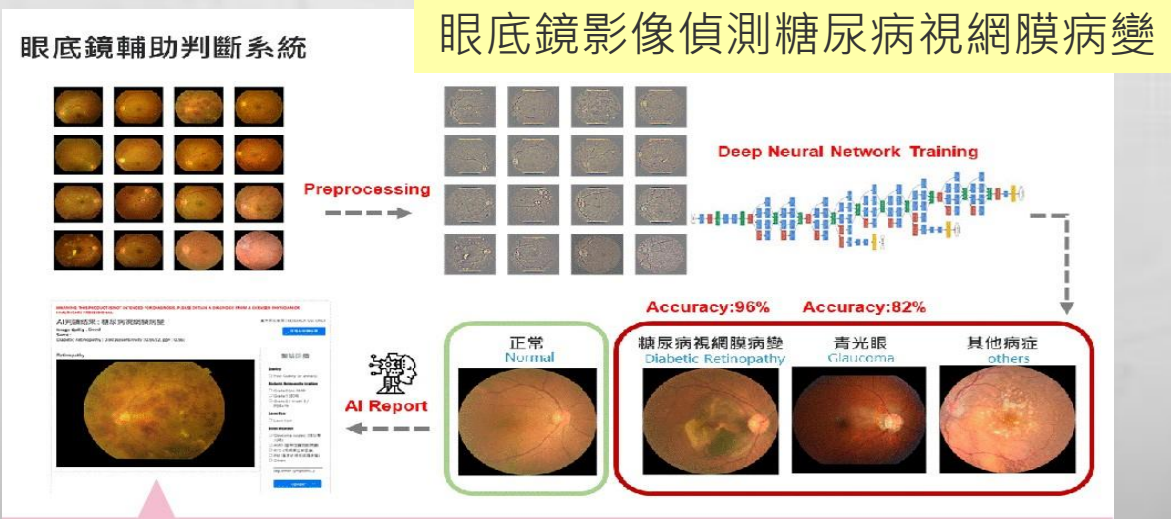 眼底鏡影像偵測糖尿病視網膜病變
眼底鏡輔助判斷系統
Preprocessing
Deep Neural Network Training
Accuracy:96%
Accuracy:82%
正常
Normal
糖尿病視網膜病變
Diabetic Retinopathy
青光眼
Glaucoma
其他病症
others
AI Report
AI判讀結果：糖尿病視網膜病變
Retinopathy